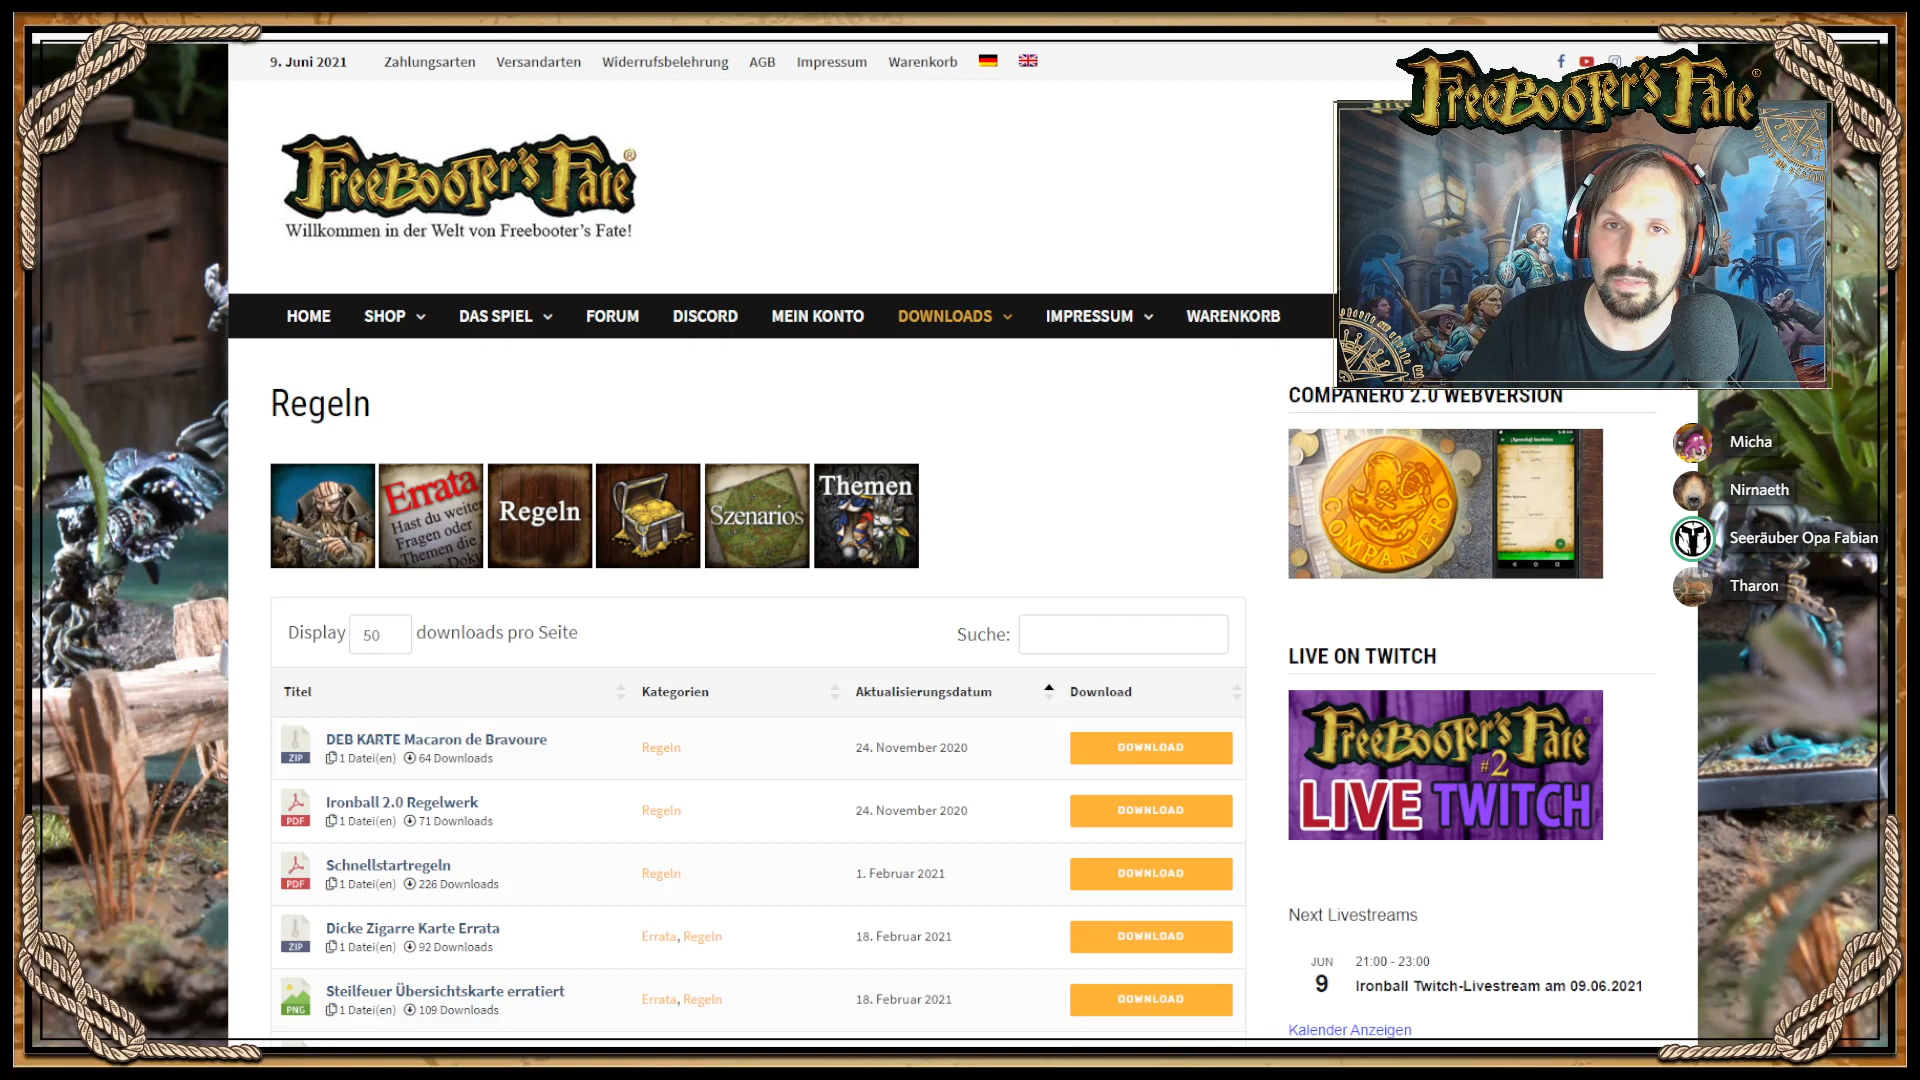 9. Juni 2021 Zahlungsarten Versandarten Widerrufsbelehrung AGB Impressum Warenkorb
FreeBooTer's Fate
FreeBooTer's Fate
Willkommen in der Welt von Freebooter's Fate!
HOME SHOP DAS SPIEL FORUM DISCORD MEIN KONTO DOWNLOADS IMPRESSUM WARENKORB
Regeln
Errata
Hast du weiter
Fragen oder
Themen die
Regeln
Szenarios
Themen
Display 50 downloads pro Seite Suche:
Titel Kategorien Aktualisierungsdatum Download
DEB KARTE Macaron de Bravoure
ZIP 1 Datei(en) 64 Downloads Regeln 24. November 2020 DOWNLOAD
Ironball 2.0 Regelwerk
PDF 1 Datei(en) 71 Downloads Regeln 24. November 2020 DOWNLOAD
Schnellstartregeln
PDF 1 Datei(en) 226 Downloads Regeln 1. Februar 2021 DOWNLOAD
Dicke Zigarre Karte Errata
ZIP 1 Datei(en) 92 Downloads Errata, Regeln 18. Februar 2021 DOWNLOAD
Steilfeuer Übersichtskarte erratiert
PNG 1 Datei(en) 109 Downloads Errata, Regeln 18. Februar 2021 DOWNLOAD
COMPANERO 2.0 WEBVERSION
COMPANERO
LIVE ON TWITCH
FreeBooTer's Fate
#2
LIVE TWITCH
Next Livestreams
JUN 21:00 - 23:00
9 Ironball Twitch-Livestream am 09.06.2021
Kalender Anzeigen
Micha
Nirnaeth
Seeräuber Opa Fabian
Tharon